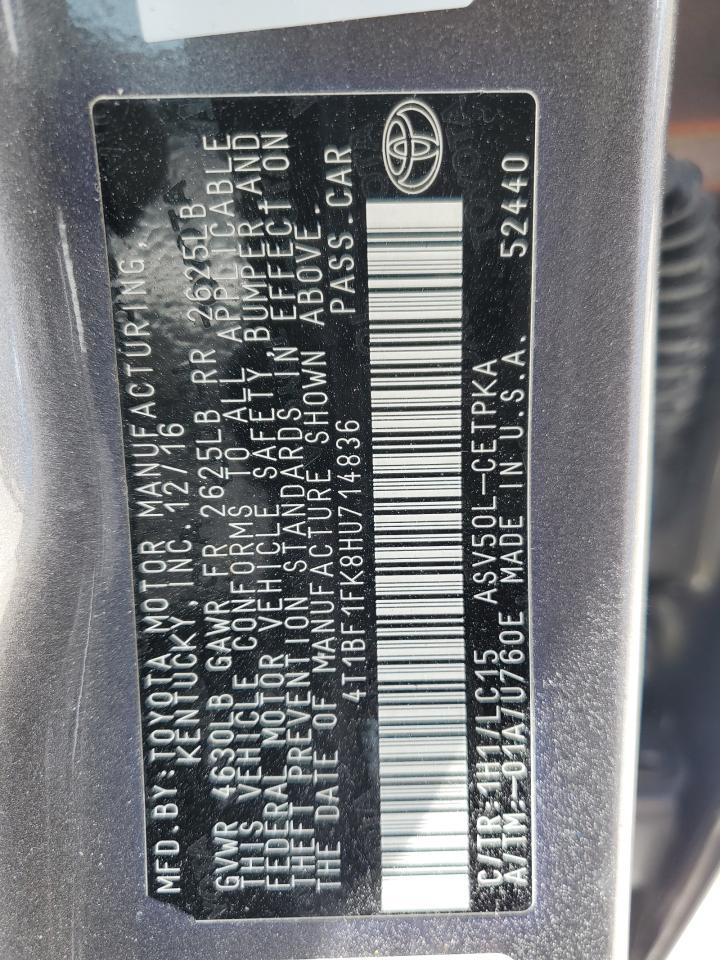 MFD.BY:TOYOTA MOTOR MANUFACTURING,
KENTUCKY, INC. 12/16
GVWR 4630LB GAWR FR 2625LB RR 2625LB
THIS VEHICLE CONFORMS TO ALL APPLICABLE
FEDERAL MOTOR VEHICLE SAFETY,BUMPER,AND
THEFT PREVENTION STANDARDS IN EFFECT ON
THE DATE OF MANUFACTURE SHOWN ABOVE.
4T1BF1FK8HU714836 PASS.CAR
C/TR:1H1/LC15 ASV50L-CETPKA
A/TM:-01A/U760E MADE IN U.S.A. 52440